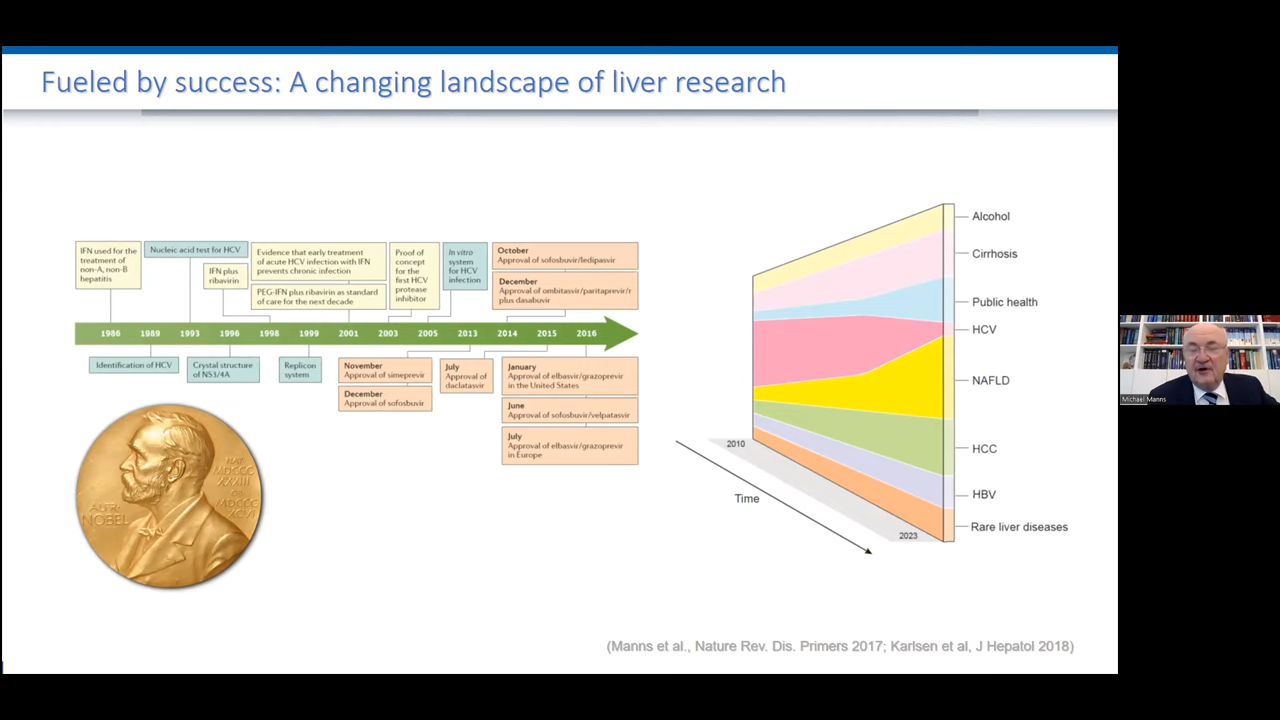 Fueled by success: A changing landscape of liver research
IFN used for the
treatment of
non-A, non-B
hepatitis
Nucleic acid test for HCV
IFN plus
ribavirin
Evidence that early treatment
of acute HCV infection with IFN
prevents chronic infection
PEG-IFN plus ribavirin as standard
of care for the next decade
Proof of
concept
for the
first HCV
protease
inhibitor
In vitro
system
for HCV
infection
October
Approval of sofosbuvir/ledipasvir
December
Approval of ombitasvir/paritaprevir/r
plus dasabuvir
1986 1989 1993 1996 1998 1999 2001 2003 2005 2013 2014 2015 2016
Identification of HCV
Crystal structure
of NS3/4A
Replicon
system
November
Approval of simeprevir
December
Approval of sofosbuvir
July
Approval of
daclatasvir
January
Approval of elbasvir/grazoprevir
in the United States
June
Approval of sofosbuvir/velpatasvir
July
Approval of elbasvir/grazoprevir
in Europe
ALFR·
NOBEL
NAT·
MDCCC
XXXIII
OB·
MDCCC
XCVI
Alcohol
Cirrhosis
Public health
HCV
NAFLD
HCC
HBV
Rare liver diseases
2010
Time
2023
(Manns et al., Nature Rev. Dis. Primers 2017; Karlsen et al, J Hepatol 2018)
Michael Manns